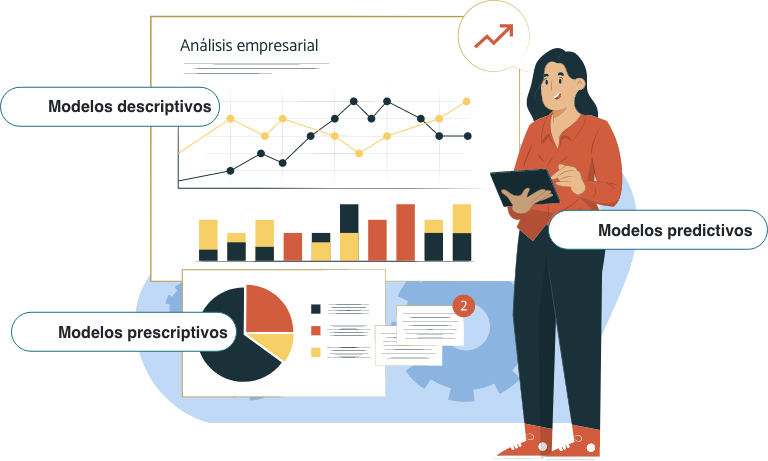 Análisis empresarial
Modelos descriptivos
Modelos predictivos
2
Modelos prescriptivos